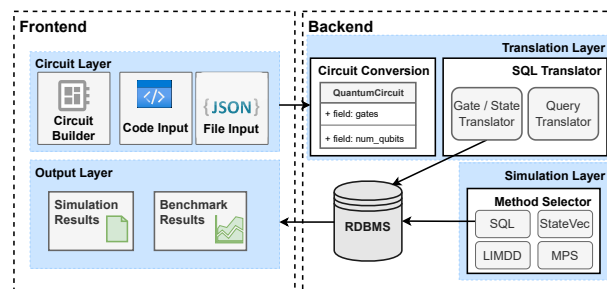 Frontend
Circuit Layer
Circuit
Builder
</>
Code Input
{JSON}
File Input
Output Layer
Simulation
Results
Benchmark
Results
Backend
Translation Layer
Circuit Conversion
QuantumCircuit
+ field: gates
+ field: num_qubits
SQL Translator
Gate / State
Translator
Query
Translator
RDBMS
Simulation Layer
Method Selector
SQL
StateVec
LIMDD
MPS